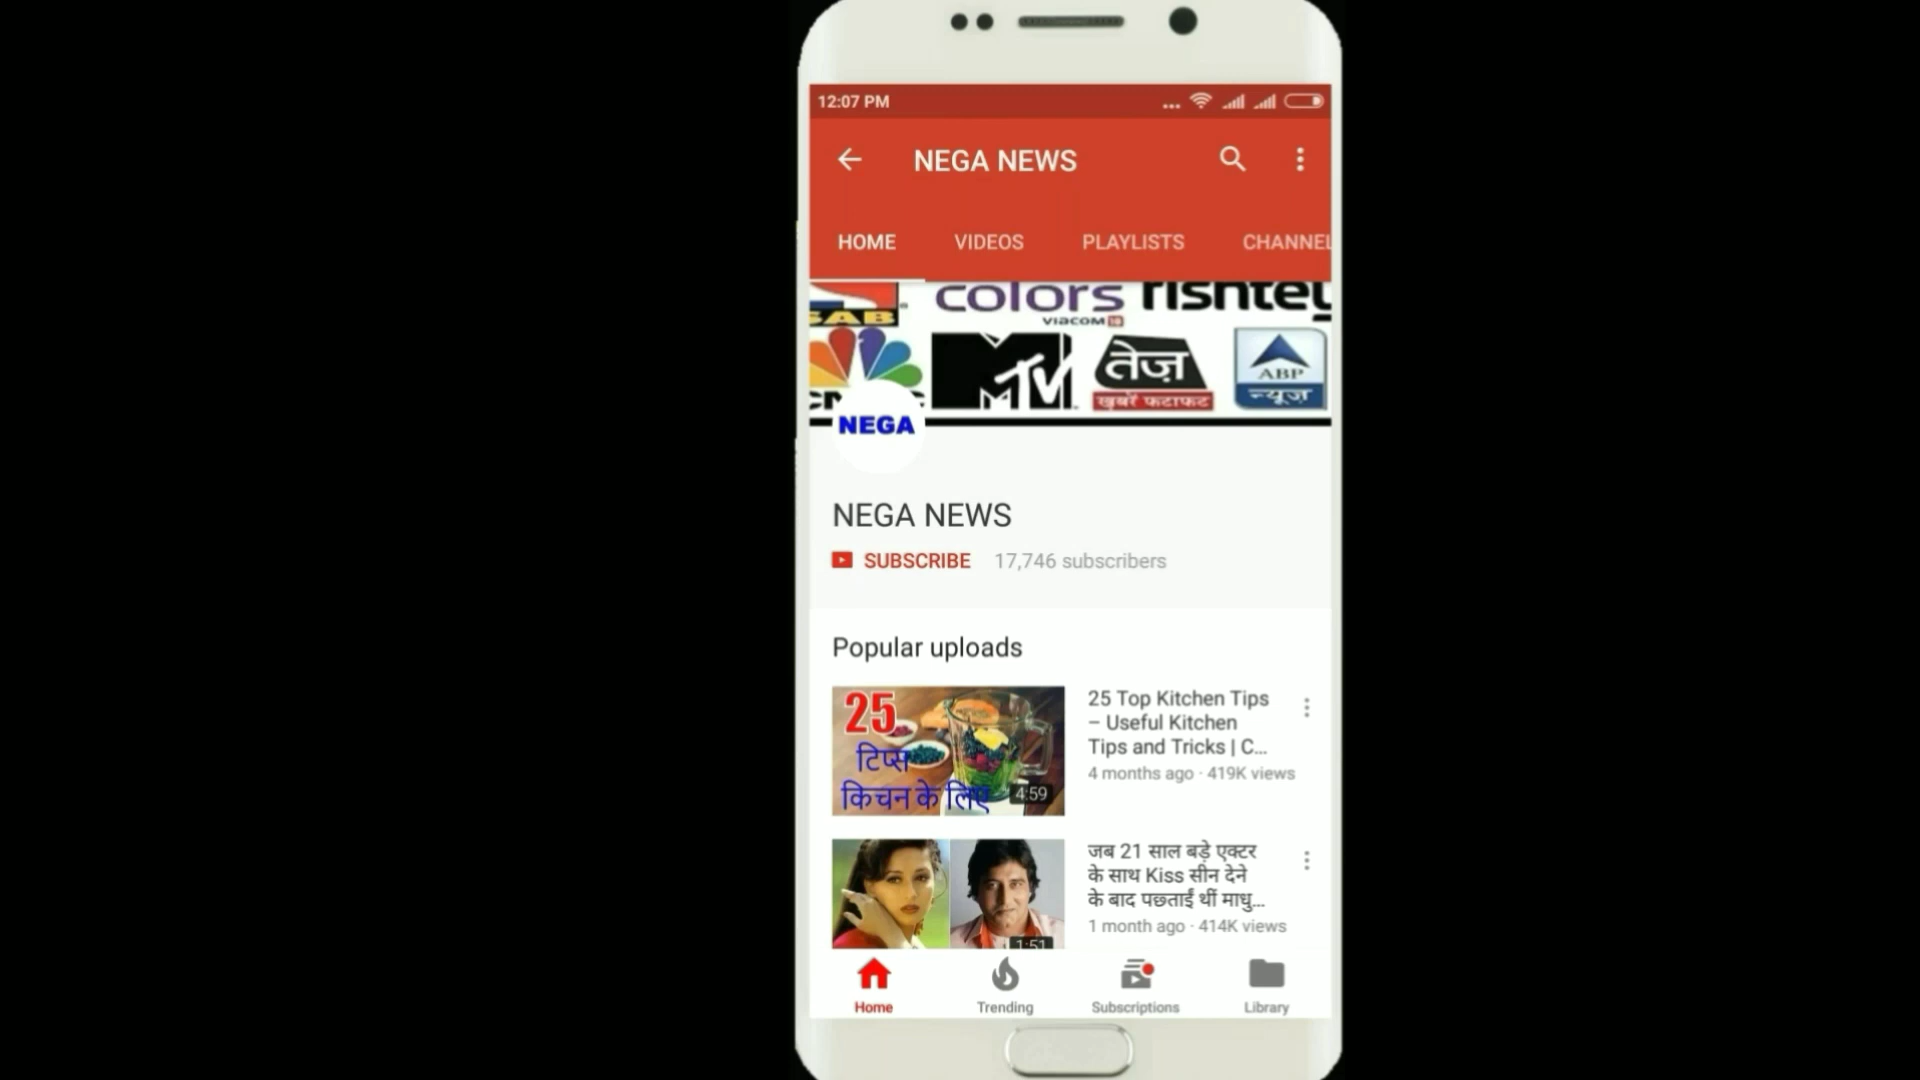 12:07 PM
NEGA NEWS
HOME VIDEOS PLAYLISTS CHANNEL
SAB colors rishtey
VIACOM 18
MTV तेज़ ABP
खबरें फटाफट न्यूज़
NEGA
NEGA NEWS
SUBSCRIBE 17,746 subscribers
Popular uploads
25
टिप्स
किचन के लिए
4:59
25 Top Kitchen Tips
– Useful Kitchen
Tips and Tricks | C...
4 months ago · 419K views
1:51
जब 21 साल बड़े एक्टर
के साथ Kiss सीन देने
के बाद पछताईं थीं माधु...
1 month ago · 414K views
Home Trending Subscriptions Library